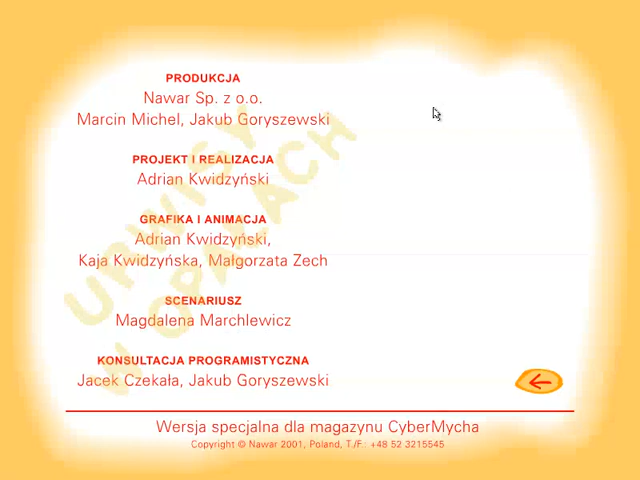 PRODUKCJA
Nawar Sp. z o.o.
Marcin Michel, Jakub Goryszewski
PROJEKT I REALIZACJA
Adrian Kwidzyński
GRAFIKA I ANIMACJA
Adrian Kwidzyński,
Kaja Kwidzyńska, Małgorzata Zech
SCENARIUSZ
Magdalena Marchlewicz
KONSULTACJA PROGRAMISTYCZNA
Jacek Czekała, Jakub Goryszewski
URWISY
W OPAŁACH
Wersja specjalna dla magazynu CyberMycha
Copyright © Nawar 2001, Poland, T./F.: +48 52 3215545